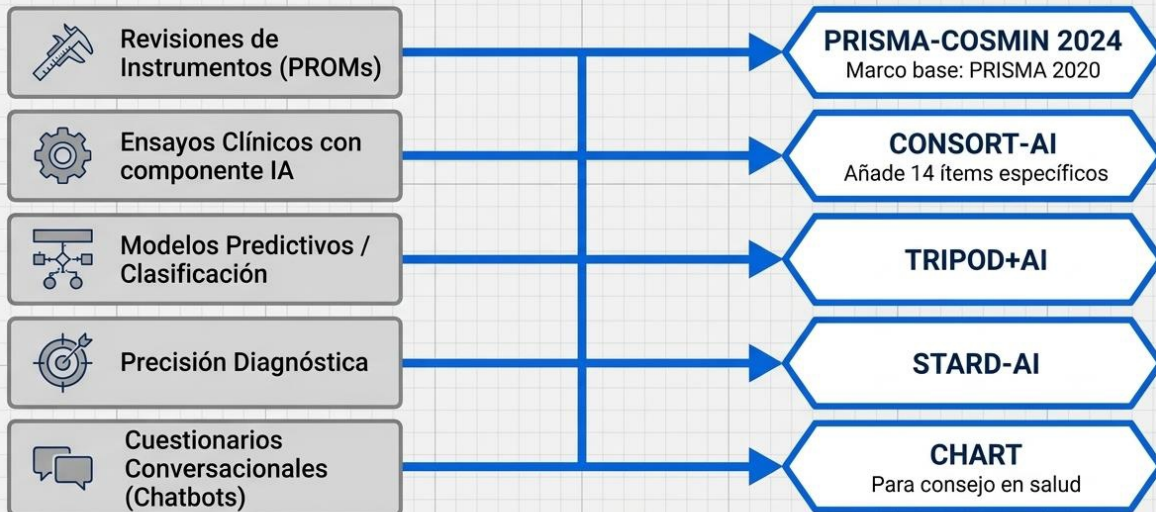 Revisiones de
Instrumentos (PROMs)
PRISMA-COSMIN 2024
Marco base: PRISMA 2020
Ensayos Clínicos con
componente IA
CONSORT-AI
Añade 14 ítems específicos
Modelos Predictivos /
Clasificación
TRIPOD+AI
Precisión Diagnóstica
STARD-AI
Cuestionarios
Conversacionales
(Chatbots)
CHART
Para consejo en salud